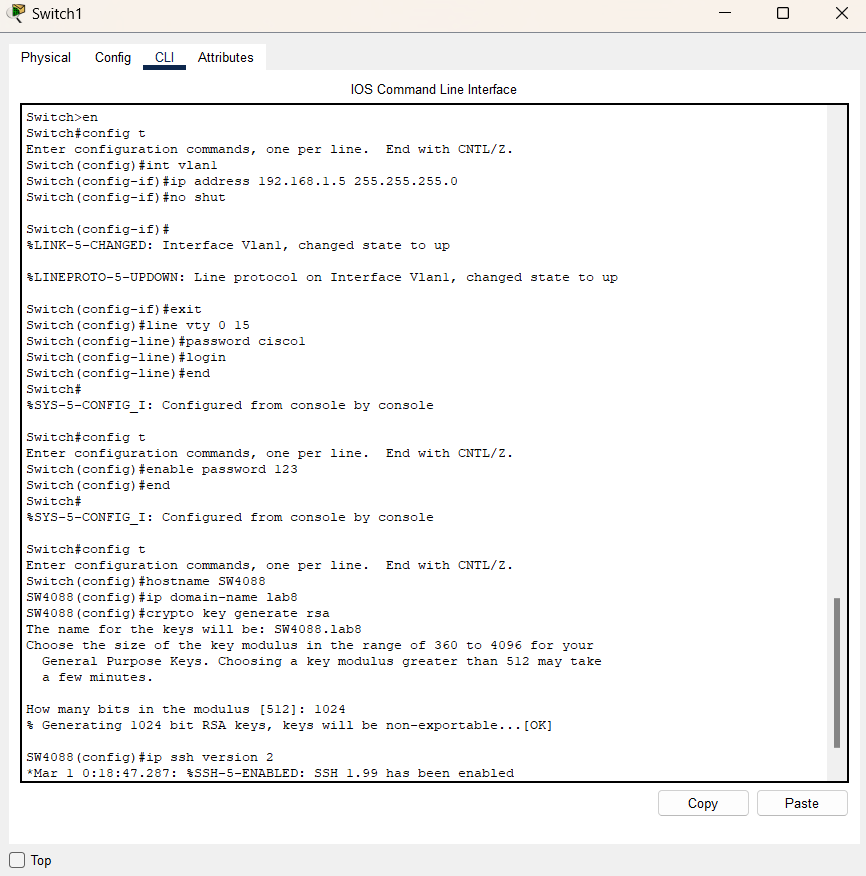 Switch1
Physical Config CLI Attributes
IOS Command Line Interface
Switch>en
Switch#config t
Enter configuration commands, one per line.  End with CNTL/Z.
Switch(config)#int vlan1
Switch(config-if)#ip address 192.168.1.5 255.255.255.0
Switch(config-if)#no shut
Switch(config-if)#
%LINK-5-CHANGED: Interface Vlan1, changed state to up
%LINEPROTO-5-UPDOWN: Line protocol on Interface Vlan1, changed state to up
Switch(config-if)#exit
Switch(config)#line vty 0 15
Switch(config-line)#password cisco1
Switch(config-line)#login
Switch(config-line)#end
Switch#
%SYS-5-CONFIG_I: Configured from console by console
Switch#config t
Enter configuration commands, one per line.  End with CNTL/Z.
Switch(config)#enable password 123
Switch(config)#end
Switch#
%SYS-5-CONFIG_I: Configured from console by console
Switch#config t
Enter configuration commands, one per line.  End with CNTL/Z.
Switch(config)#hostname SW4088
SW4088(config)#ip domain-name lab8
SW4088(config)#crypto key generate rsa
The name for the keys will be: SW4088.lab8
Choose the size of the key modulus in the range of 360 to 4096 for your
General Purpose Keys. Choosing a key modulus greater than 512 may take
a few minutes.
How many bits in the modulus [512]: 1024
% Generating 1024 bit RSA keys, keys will be non-exportable...[OK]
SW4088(config)#ip ssh version 2
*Mar 1 0:18:47.287: %SSH-5-ENABLED: SSH 1.99 has been enabled
Copy Paste
Top